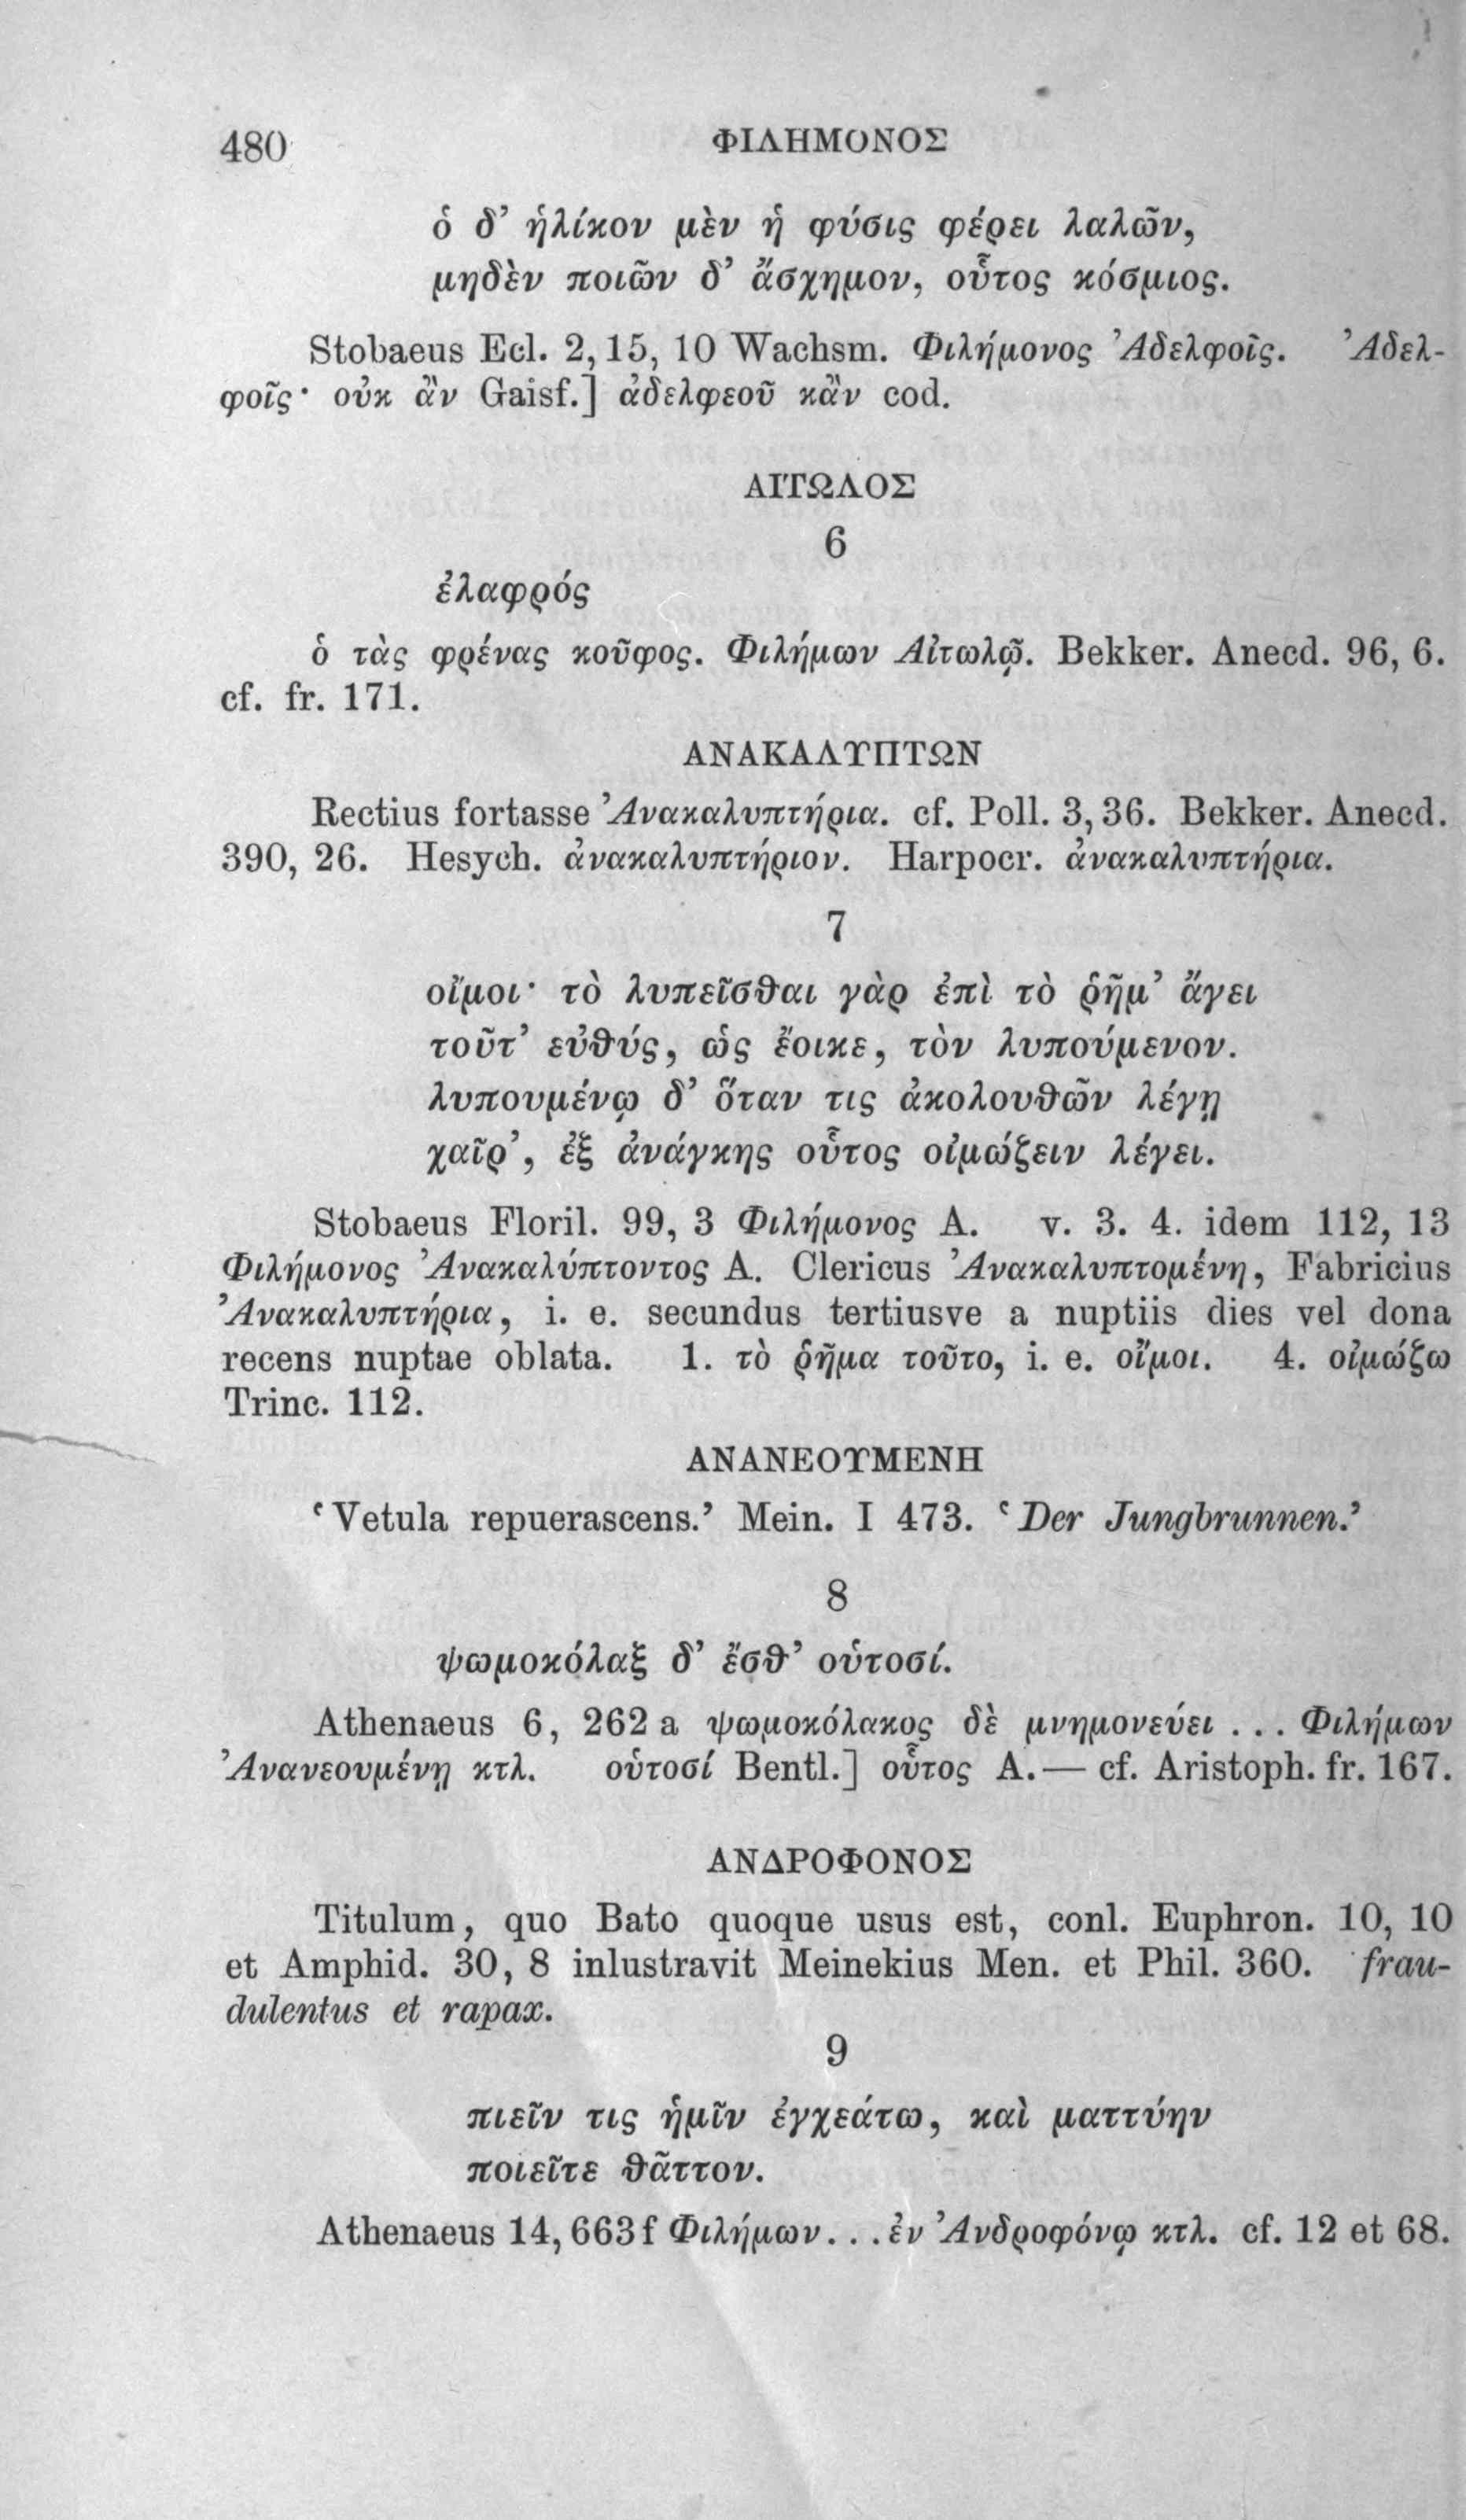 480 ΦΙΛΗΜΟΝΟΣ
ὁ δ’ ἡλίκον μὲν ἡ φύσις φέρει λαλῶν,
μηδὲν ποιῶν δ’ ἄσχημον, οὗτος κόσμιος.
Stobaeus Ecl. 2, 15, 10 Wachsm. Φιλήμονος Ἀδελφοῖς. Ἀδελ-
φοῖς· οὐκ ἂν Gaisf.] ἀδελφεοῦ κἂν cod.
ΑΙΤΩΛΟΣ
6
ἐλαφρός
ὁ τὰς φρένας κοῦφος. Φιλήμων Αἰτωλῷ. Bekker. Anecd. 96, 6.
cf. fr. 171.
ΑΝΑΚΑΛΥΠΤΩΝ
Rectius fortasse Ἀνακαλυπτήρια. cf. Poll. 3, 36. Bekker. Anecd.
390, 26. Hesych. ἀνακαλυπτήριον. Harpocr. ἀνακαλυπτήρια.
7
οἴμοι· τὸ λυπεῖσθαι γὰρ ἐπὶ τὸ ῥῆμ’ ἄγει
τοῦτ’ εὐθύς, ὡς ἔοικε, τὸν λυπούμενον.
λυπουμένῳ δ’ ὅταν τις ἀκολουθῶν λέγῃ
χαῖρ’, ἐξ ἀνάγκης οὗτος οἰμώζειν λέγει.
Stobaeus Floril. 99, 3 Φιλήμονος A. v. 3. 4. idem 112, 13
Φιλήμονος Ἀνακαλύπτοντος A. Clericus Ἀνακαλυπτομένη, Fabricius
Ἀνακαλυπτήρια, i. e. secundus tertiusve a nuptiis dies vel dona
recens nuptae oblata. 1. τὸ ῥῆμα τοῦτο, i. e. οἴμοι. 4. οἰμώζω
Trinc. 112.
ΑΝΑΝΕΟΥΜΕΝΗ
‘Vetula repuerascens.’ Mein. I 473. ‘Der Jungbrunnen.’
8
ψωμοκόλαξ δ’ ἔσθ’ οὑτοσί.
Athenaeus 6, 262 a ψωμοκόλακος δὲ μνημονεύει . . . Φιλήμων
Ἀνανεουμένῃ κτλ. οὑτοσί Bentl.] οὗτος A. — cf. Aristoph. fr. 167.
ΑΝΔΡΟΦΟΝΟΣ
Titulum, quo Bato quoque usus est, conl. Euphron. 10, 10
et Amphid. 30, 8 inlustravit Meinekius Men. et Phil. 360. frau-
dulentus et rapax.
9
πιεῖν τις ἡμῖν ἐγχεάτω, καὶ ματτύην
ποιεῖτε θᾶττον.
Athenaeus 14, 663 f Φιλήμων . . . ἐν Ἀνδροφόνῳ κτλ. cf. 12 et 68.